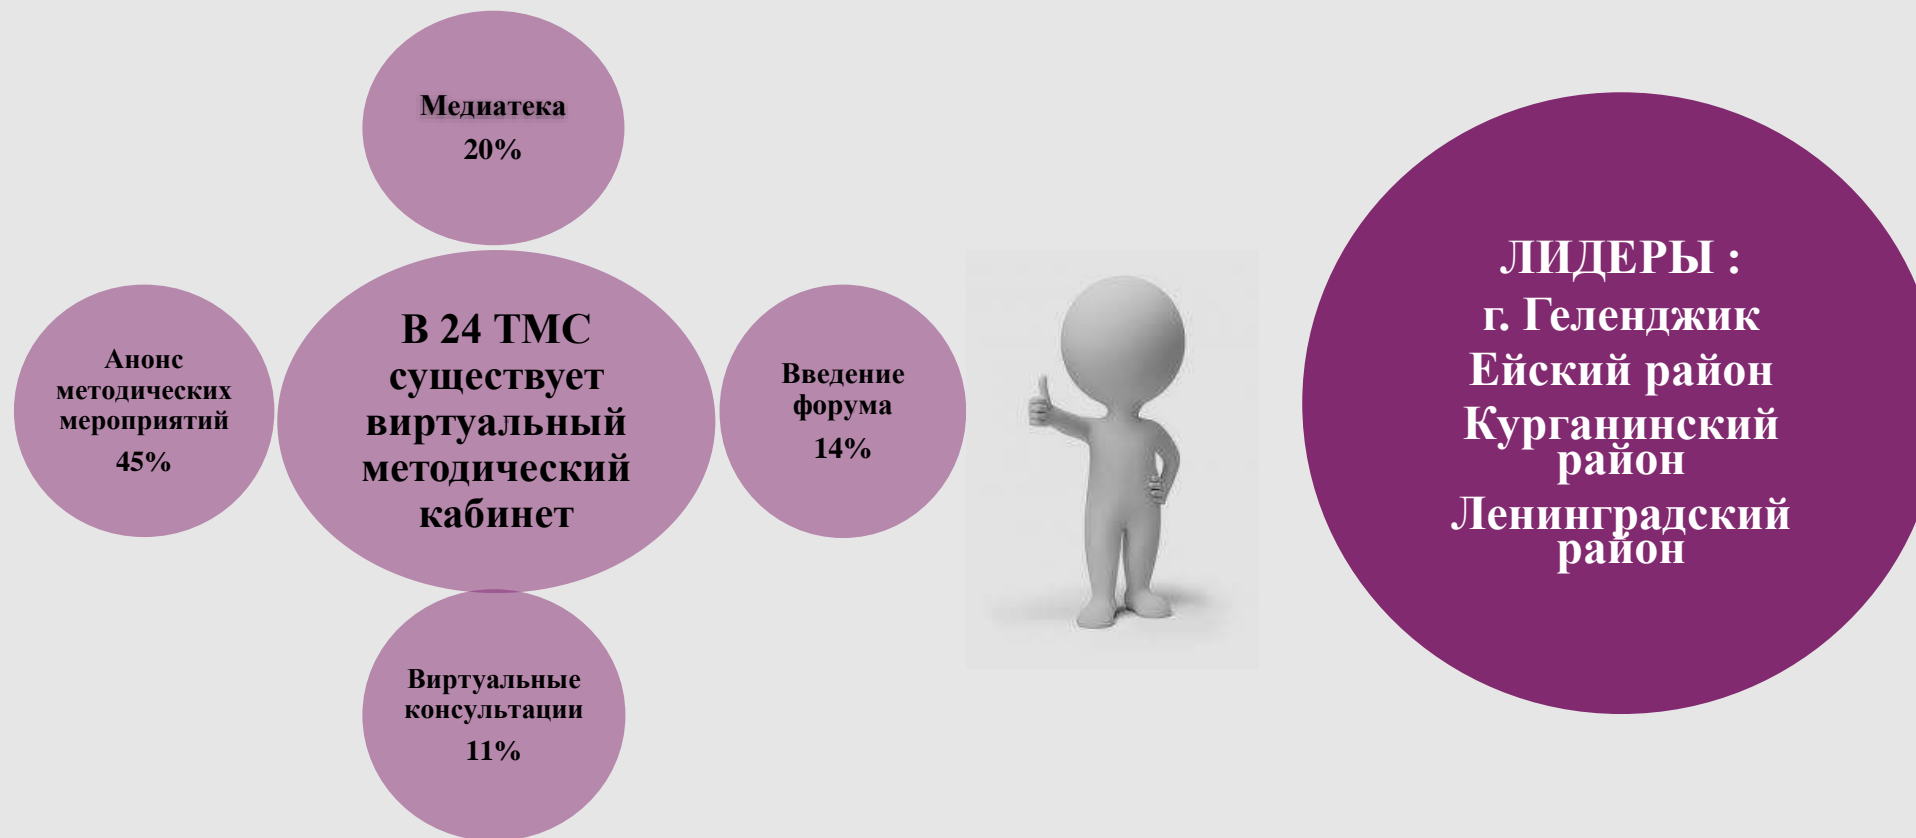 Медиатека
20%
Анонс
методических
мероприятий
45%
В 24 ТМС
существует
виртуальный
методический
кабинет
Введение
форума
14%
Виртуальные
консультации
11%
ЛИДЕРЫ :
г. Геленджик
Ейский район
Курганинский
район
Ленинградский
район